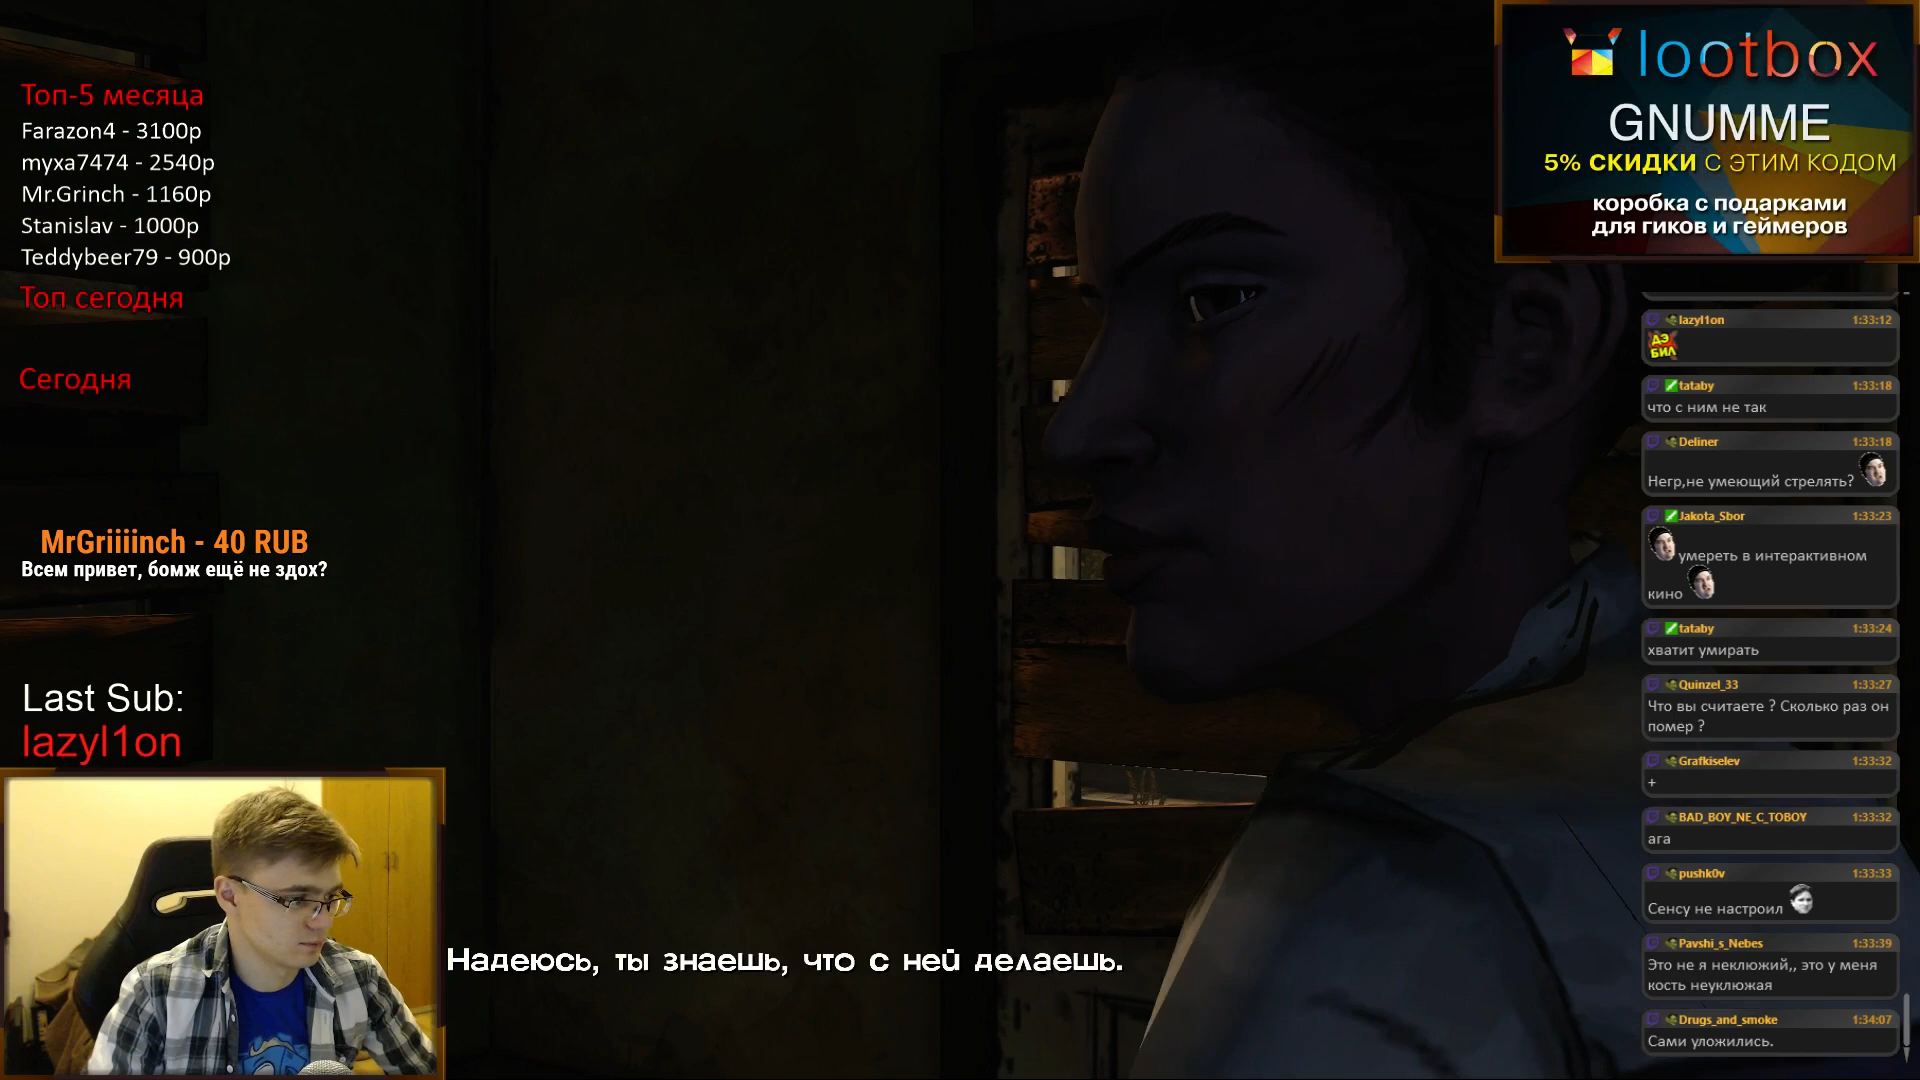 Топ-5 месяца
Farazon4 - 3100р
myxa7474 - 2540р
Mr.Grinch - 1160р
Stanislav - 1000р
Teddybeer79 - 900р
Топ сегодня
Сегодня
MrGriiiinch - 40 RUB
Всем привет, бомж ещё не здох?
Last Sub:
lazyl1on
Надеюсь, ты знаешь, что с ней делаешь.
lootbox
GNUMME
5% СКИДКИ С ЭТИМ КОДОМ
коробка с подарками
для гиков и геймеров
lazyl1on 1:33:12
ДЭ
БИЛ
tataby 1:33:18
что с ним не так
Deliner 1:33:18
Негр,не умеющий стрелять?
Jakota_Sbor 1:33:23
умереть в интерактивном
кино
tataby 1:33:24
хватит умирать
Quinzel_33 1:33:27
Что вы считаете ? Сколько раз он
помер ?
Grafkiselev 1:33:32
+
BAD_BOY_NE_C_TOBOY 1:33:32
ага
pushk0v 1:33:33
Сенсу не настроил
Pavshi_s_Nebes 1:33:39
Это не я неклюжий,, это у меня
кость неуклюжая
Drugs_and_smoke 1:34:07
Сами уложились.